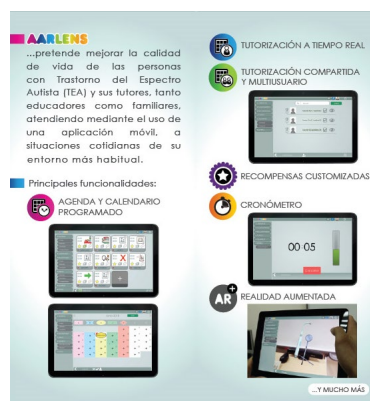 AARLENS
...pretende mejorar la calidad
de vida de las personas
con Trastorno del Espectro
Autista (TEA) y sus tutores, tanto
educadores como familiares,
atendiendo mediante el uso de
una aplicación móvil, a
situaciones cotidianas de su
entorno más habitual.
Principales funcionalidades:
AGENDA Y CALENDARIO
PROGRAMADO
TUTORIZACIÓN A TIEMPO REAL
TUTORIZACIÓN COMPARTIDA
Y MULTIUSUARIO
RECOMPENSAS CUSTOMIZADAS
CRONÓMETRO
00:05
AR+
REALIDAD AUMENTADA
...Y MUCHO MÁS